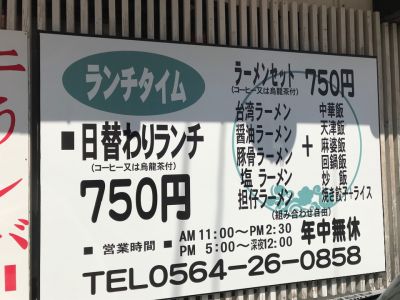 ランチタイム
■日替わりランチ
(コーヒー又は烏龍茶付)
750円
ラーメンセット 750円
(コーヒー又は烏龍茶付)
台湾ラーメン
醤油ラーメン
豚骨ラーメン
塩ラーメン
担仔ラーメン
+
中華飯
天津飯
麻婆飯
回鍋飯
炒飯
焼き餃子+ライス
(組み合わせ自由)
■営業時間■ AM11:00〜PM2:30
PM 5:00〜深夜12:00
年中無休
TEL0564-26-0858